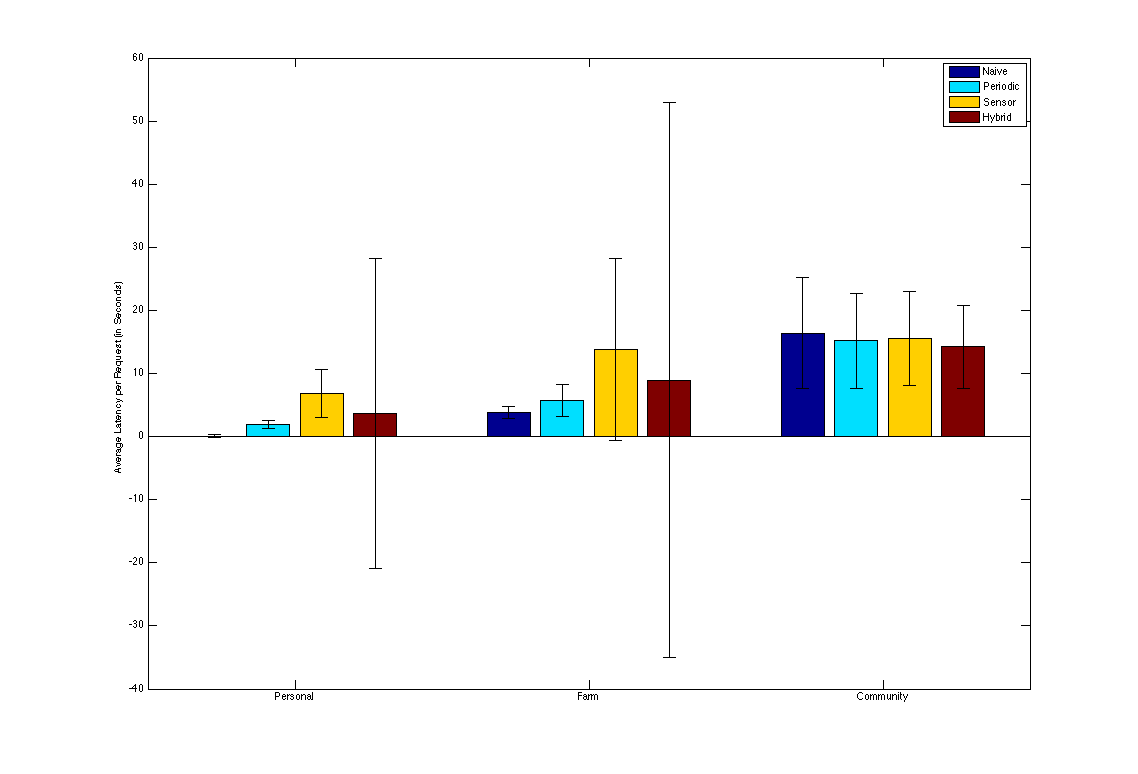 60
50
40
30
20
10
0
-10
-20
-30
-40
Average Latency per Request (in Seconds)
Personal
Farm
Community
Naive
Periodic
Sensor
Hybrid